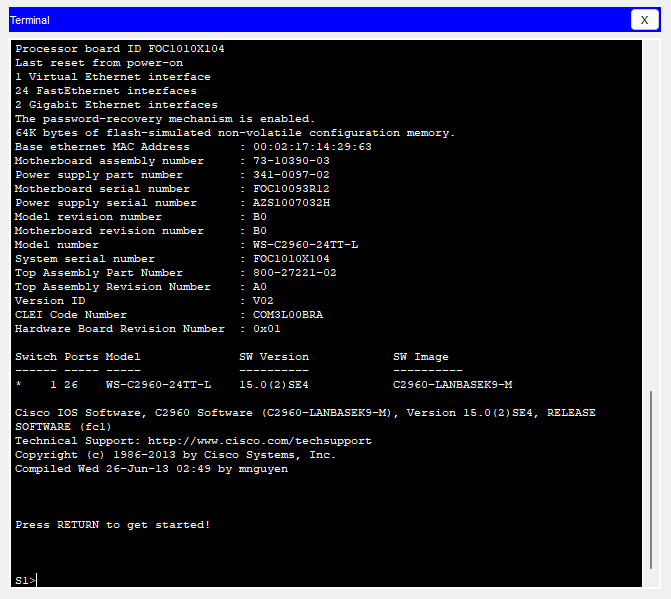 Terminal
X
Processor board ID FOC1010X104
Last reset from power-on
1 Virtual Ethernet interface
24 FastEthernet interfaces
2 Gigabit Ethernet interfaces
The password-recovery mechanism is enabled.
64K bytes of flash-simulated non-volatile configuration memory.
Base ethernet MAC Address       : 00:02:17:14:29:63
Motherboard assembly number     : 73-10390-03
Power supply part number        : 341-0097-02
Motherboard serial number       : FOC10093R12
Power supply serial number      : AZS1007032H
Model revision number           : B0
Motherboard revision number     : B0
Model number                    : WS-C2960-24TT-L
System serial number            : FOC1010X104
Top Assembly Part Number        : 800-27221-02
Top Assembly Revision Number    : A0
Version ID                      : V02
CLEI Code Number                : COM3L00BRA
Hardware Board Revision Number  : 0x01
Switch Ports Model              SW Version            SW Image
------ ----- -----              ----------            ----------
*    1 26    WS-C2960-24TT-L    15.0(2)SE4            C2960-LANBASEK9-M
Cisco IOS Software, C2960 Software (C2960-LANBASEK9-M), Version 15.0(2)SE4, RELEASE
SOFTWARE (fc1)
Technical Support: http://www.cisco.com/techsupport
Copyright (c) 1986-2013 by Cisco Systems, Inc.
Compiled Wed 26-Jun-13 02:49 by mnguyen
Press RETURN to get started!
S1>